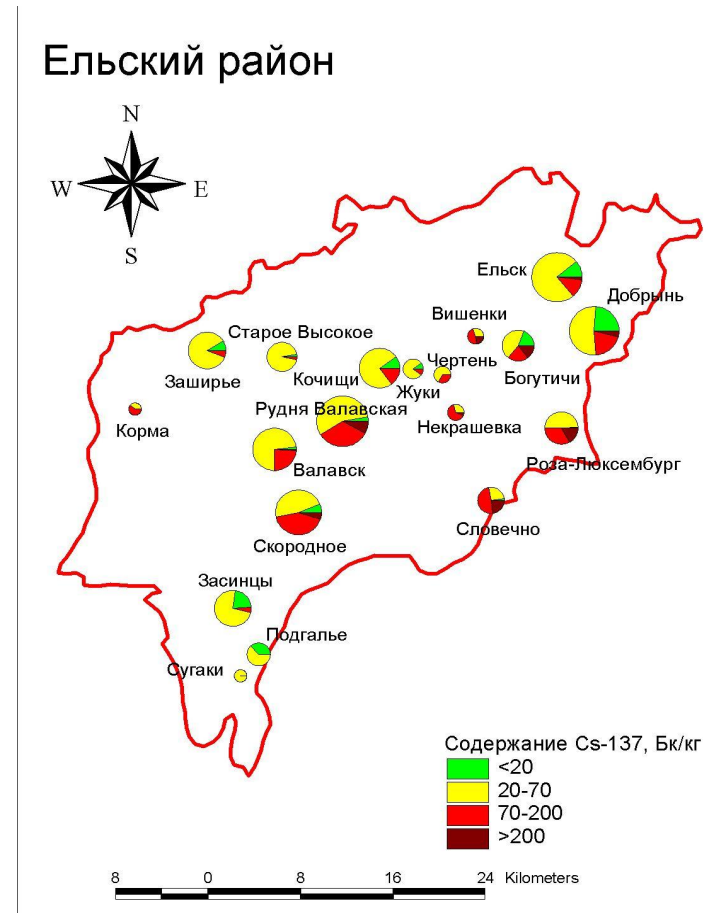 Ельский район
N
W
E
S
Ельск
Добрынь
Вишенки
Старое Высокое
Чертень
Богутичи
Заширье
Кочищи
Жуки
Рудня Валавская
Некрашевка
Корма
Роза-Люксембург
Валавск
Словечно
Скородное
Засинцы
Подгалье
Сугаки
Содержание Cs-137, Бк/кг
<20
20-70
70-200
>200
8 0 8 16 24 Kilometers